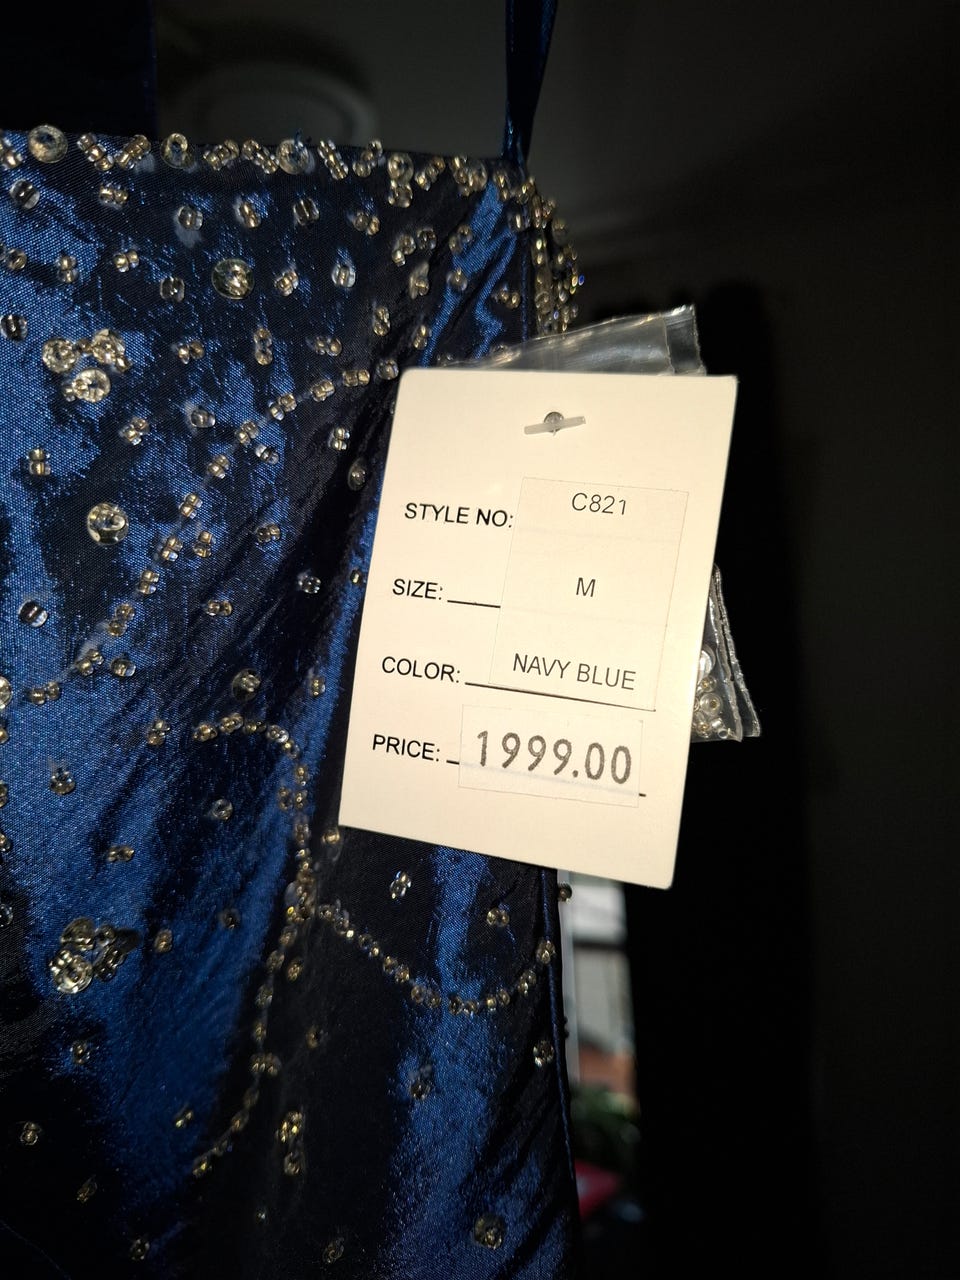 STYLE NO: C821
SIZE: M
COLOR: NAVY BLUE
PRICE: 1999.00